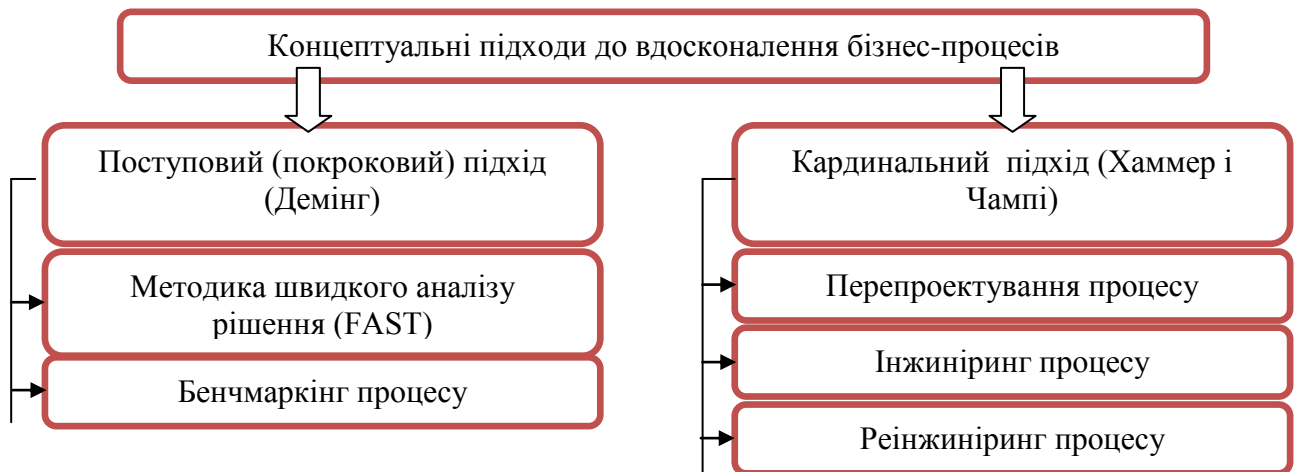 Концептуальні підходи до вдосконалення бізнес-процесів
Поступовий (покроковий) підхід
(Демінг)
Методика швидкого аналізу
рішення (FAST)
Бенчмаркінг процесу
Кардинальний підхід (Хаммер і
Чампі)
Перепроектування процесу
Інжиніринг процесу
Реінжиніринг процесу